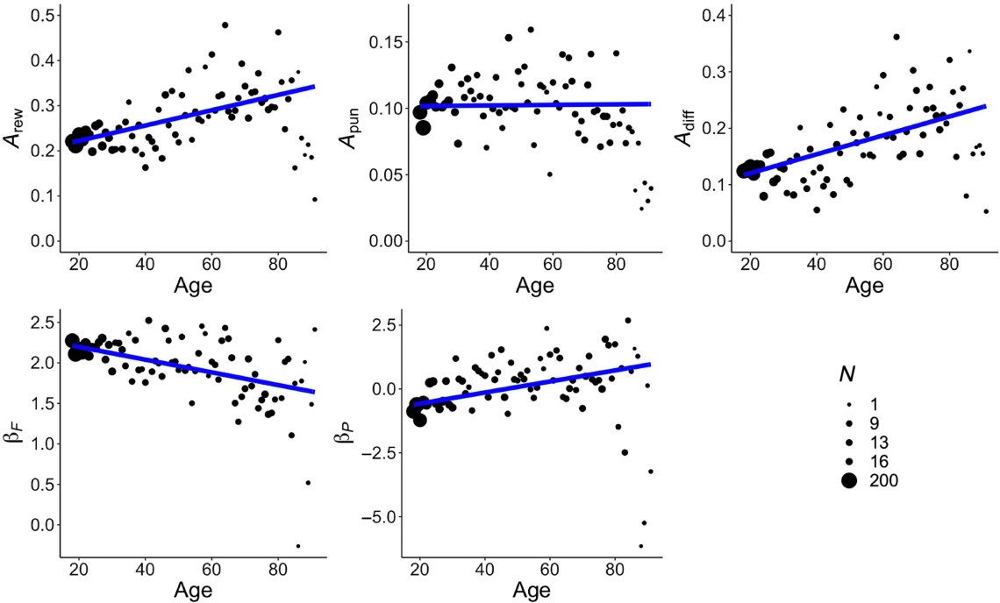 0.5
0.4
0.3
0.2
0.1
0.0
A_rew
20 40 60 80
Age
0.15
0.10
0.05
0.00
A_pun
20 40 60 80
Age
0.4
0.3
0.2
0.1
0.0
A_diff
20 40 60 80
Age
2.5
2.0
1.5
1.0
0.5
0.0
β_F
20 40 60 80
Age
2.5
0.0
−2.5
−5.0
β_P
20 40 60 80
Age
N
1
9
13
16
200